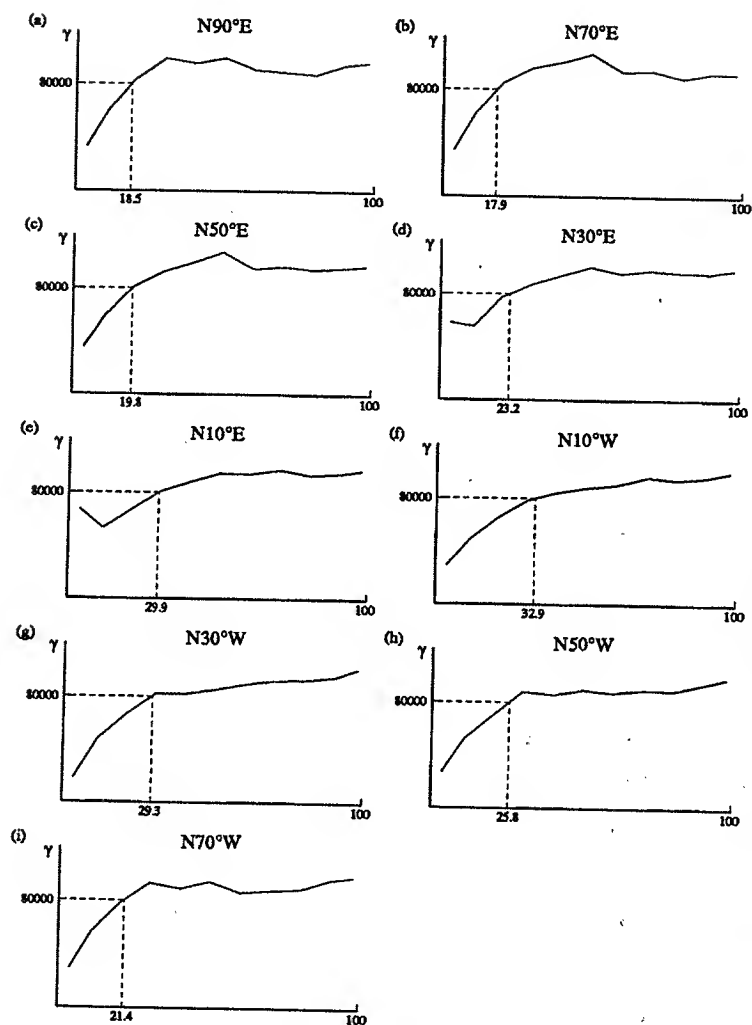 (a) N90°E
γ
80000
18.5 100
(b) N70°E
γ
80000
17.9 100
(c) N50°E
γ
80000
19.8 100
(d) N30°E
γ
80000
23.2 100
(e) N10°E
γ
80000
29.9 100
(f) N10°W
γ
80000
32.9 100
(g) N30°W
γ
80000
29.3 100
(h) N50°W
γ
80000
25.8 100
(i) N70°W
γ
80000
21.4 100